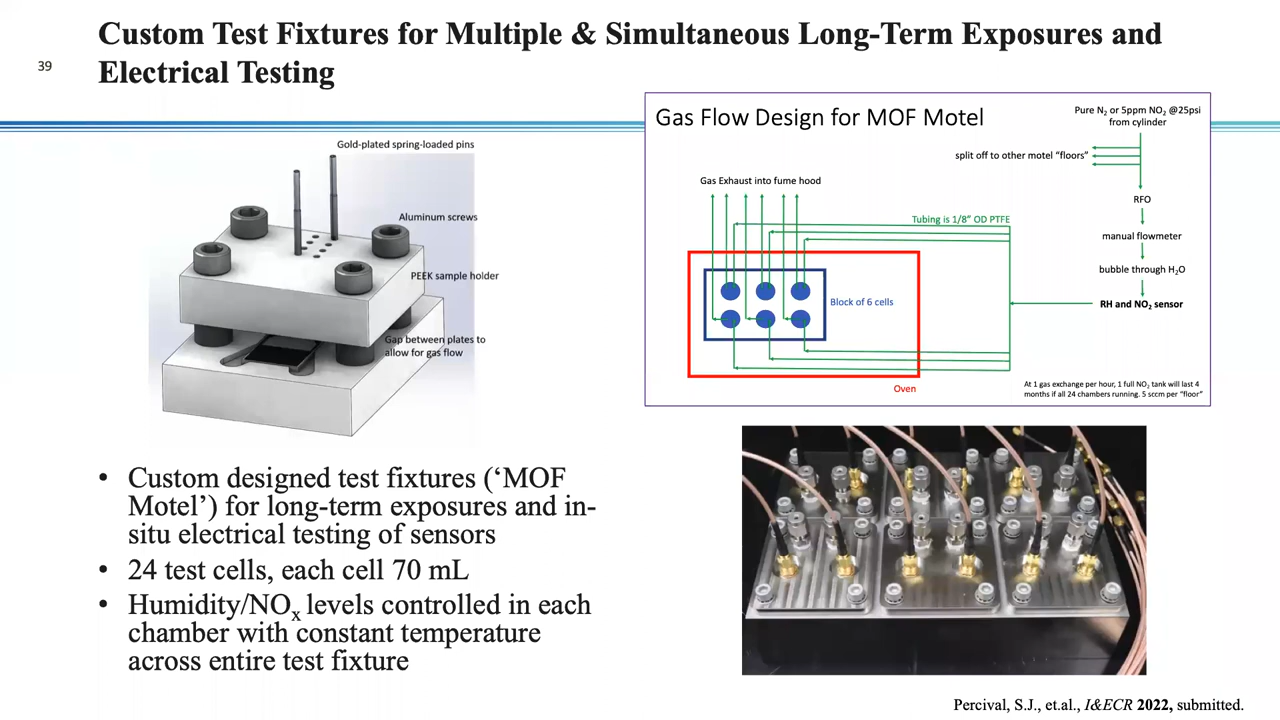 Custom Test Fixtures for Multiple & Simultaneous Long-Term Exposures and
Electrical Testing
39
Gold-plated spring-loaded pins
Aluminum screws
PEEK sample holder
Gap between plates to
allow for gas flow
Gas Flow Design for MOF Motel
Pure N₂ or 5ppm NO₂ @25psi
from cylinder
split off to other motel “floors”
Gas Exhaust into fume hood
RFO
Tubing is 1/8” OD PTFE
manual flowmeter
bubble through H₂O
Block of 6 cells
RH and NO₂ sensor
Oven
At 1 gas exchange per hour, 1 full NO₂ tank will last 4
months if all 24 chambers running. 5 sccm per “floor”
• Custom designed test fixtures (‘MOF
Motel’) for long-term exposures and in-
situ electrical testing of sensors
• 24 test cells, each cell 70 mL
• Humidity/NOₓ levels controlled in each
chamber with constant temperature
across entire test fixture
Percival, S.J., et.al., I&ECR 2022, submitted.